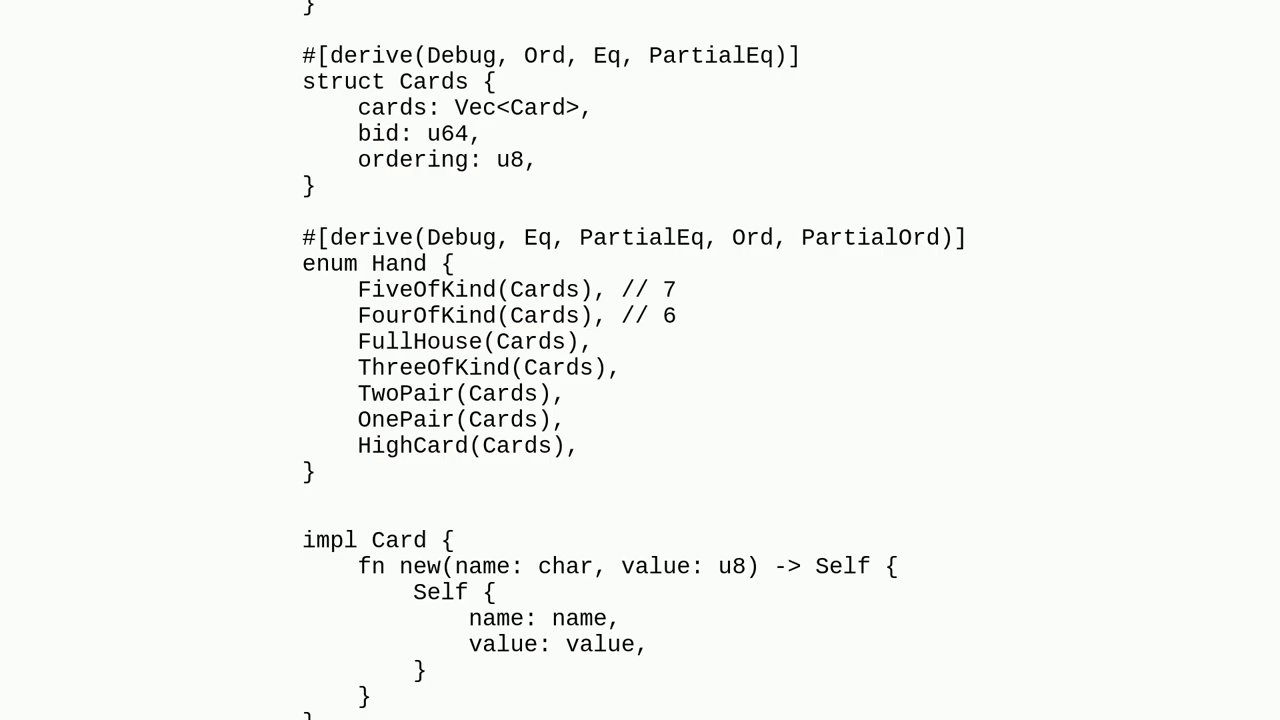 }
#[derive(Debug, Ord, Eq, PartialEq)]
struct Cards {
    cards: Vec<Card>,
    bid: u64,
    ordering: u8,
}
#[derive(Debug, Eq, PartialEq, Ord, PartialOrd)]
enum Hand {
    FiveOfKind(Cards), // 7
    FourOfKind(Cards), // 6
    FullHouse(Cards),
    ThreeOfKind(Cards),
    TwoPair(Cards),
    OnePair(Cards),
    HighCard(Cards),
}
impl Card {
    fn new(name: char, value: u8) -> Self {
        Self {
            name: name,
            value: value,
        }
    }
}